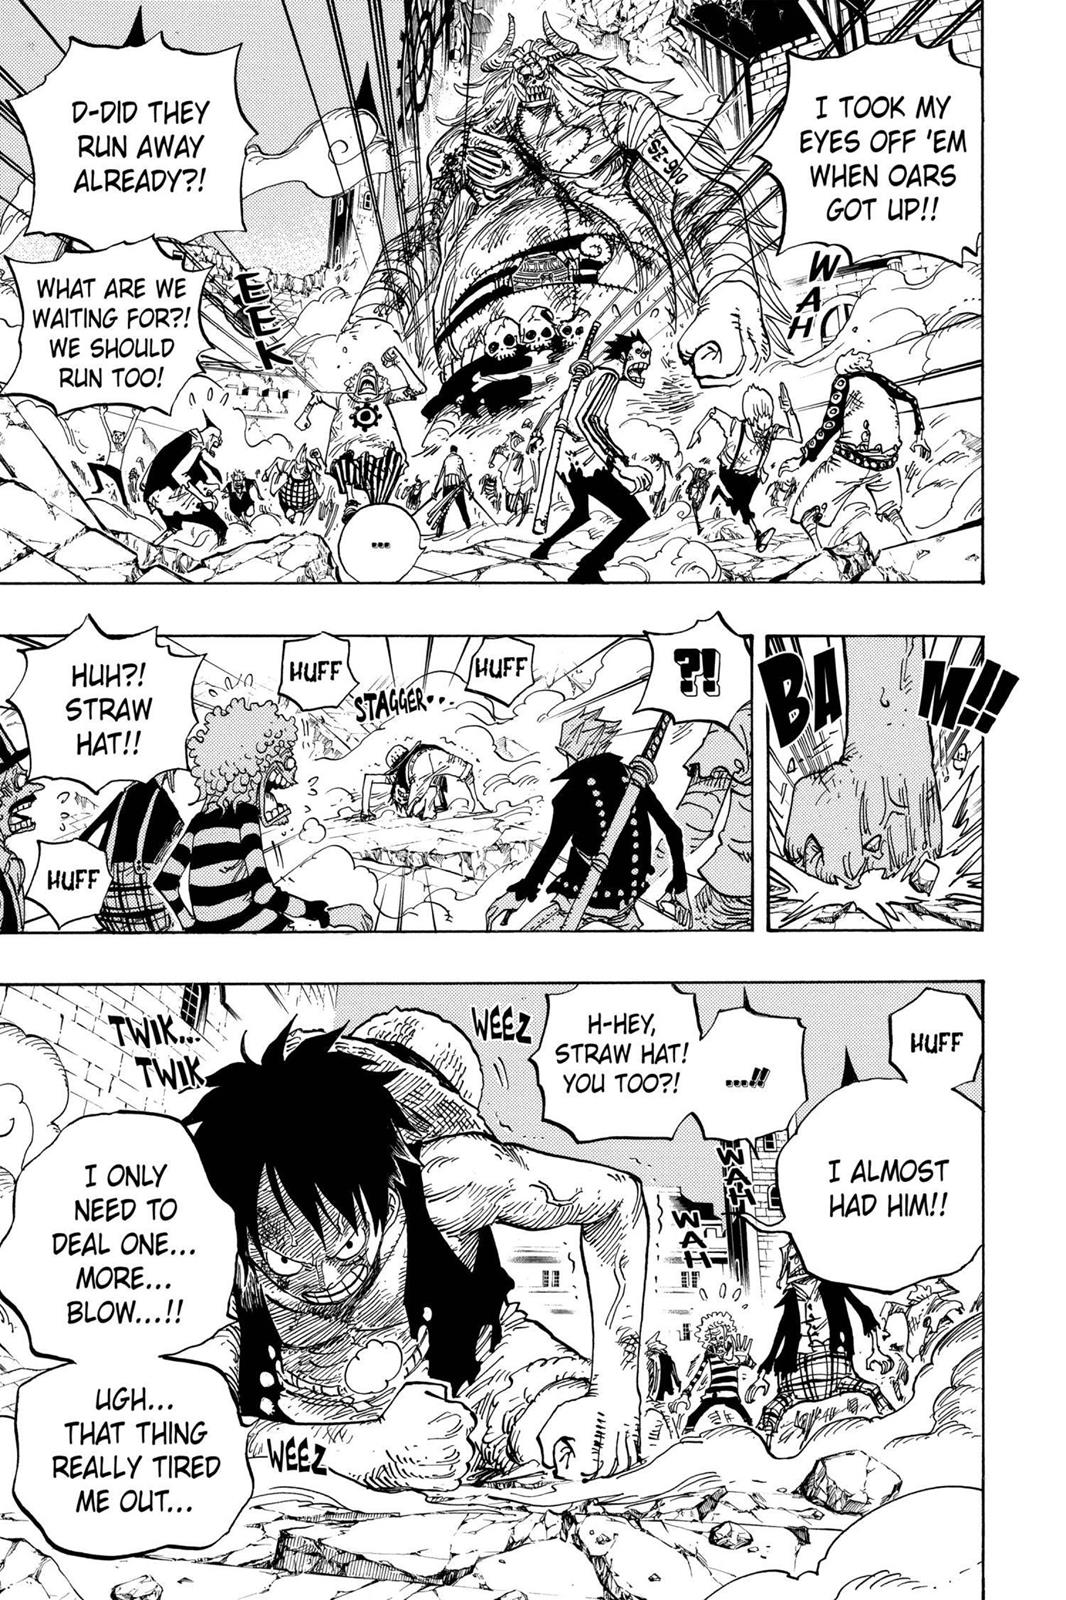 I TOOK MY
EYES OFF 'EM
WHEN OARS
GOT UP!!
D-DID THEY
RUN AWAY
ALREADY?!
WHAT ARE WE
WAITING FOR?!
WE SHOULD
RUN TOO!
SZ-900
WAH
EEEK
...
BAM!!
?!
HUFF
STAGGER...
HUFF
HUH?!
STRAW
HAT!!
HUFF
HUFF
I ALMOST
HAD HIM!!
...!!
H-HEY,
STRAW HAT!
YOU TOO?!
WEEZ
WAH
WAH
TWIK...
TWIK
I ONLY
NEED TO
DEAL ONE...
MORE...
BLOW...!!
UGH...
THAT THING
REALLY TIRED
ME OUT...
WEEZ